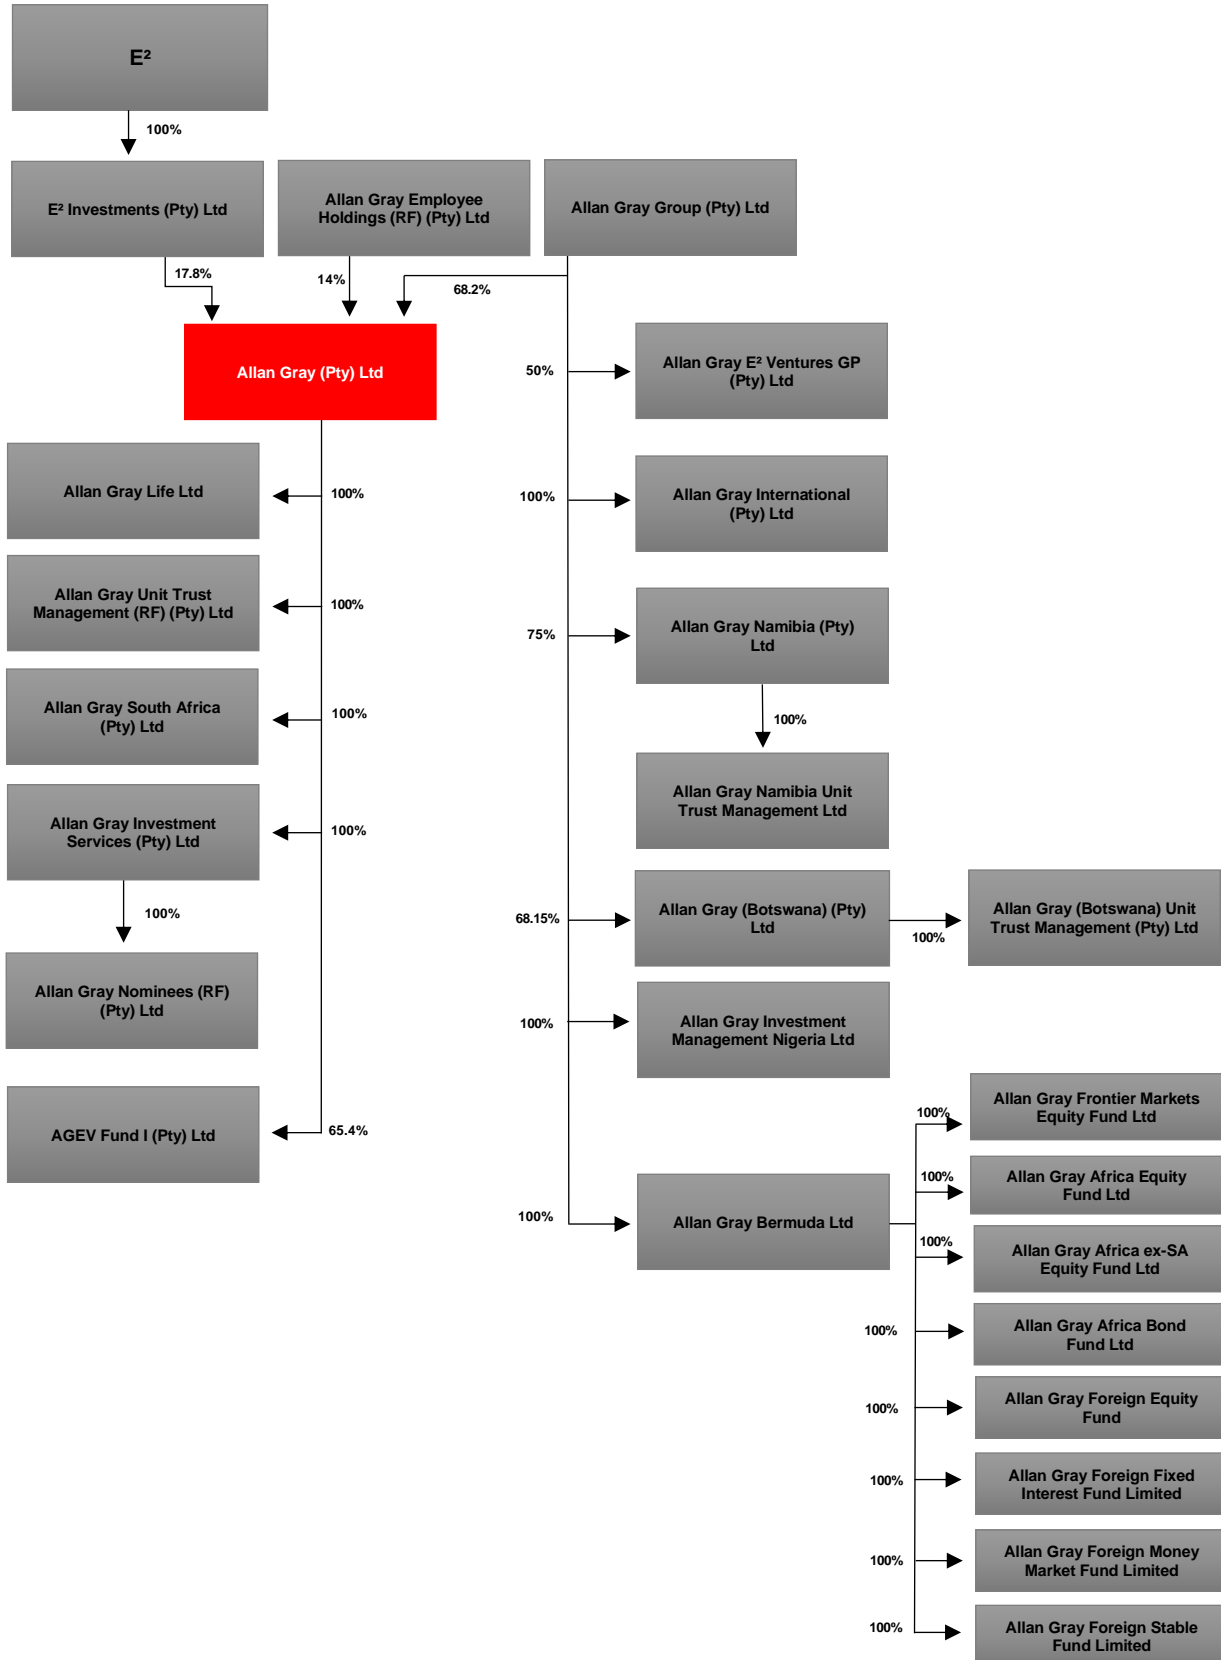 E²
100%
E² Investments (Pty) Ltd
Allan Gray Employee
Holdings (RF) (Pty) Ltd
Allan Gray Group (Pty) Ltd
17.8%
14%
68.2%
Allan Gray (Pty) Ltd
50%
Allan Gray E² Ventures GP
(Pty) Ltd
Allan Gray Life Ltd
100%
100%
Allan Gray International
(Pty) Ltd
Allan Gray Unit Trust
Management (RF) (Pty) Ltd
100%
75%
Allan Gray Namibia (Pty)
Ltd
Allan Gray South Africa
(Pty) Ltd
100%
100%
Allan Gray Namibia Unit
Trust Management Ltd
Allan Gray Investment
Services (Pty) Ltd
100%
100%
68.15%
Allan Gray (Botswana) (Pty)
Ltd
100%
Allan Gray (Botswana) Unit
Trust Management (Pty) Ltd
Allan Gray Nominees (RF)
(Pty) Ltd
100%
Allan Gray Investment
Management Nigeria Ltd
AGEV Fund I (Pty) Ltd
65.4%
100%
Allan Gray Bermuda Ltd
100%
Allan Gray Frontier Markets
Equity Fund Ltd
100%
Allan Gray Africa Equity
Fund Ltd
100%
Allan Gray Africa ex-SA
Equity Fund Ltd
100%
Allan Gray Africa Bond
Fund Ltd
100%
Allan Gray Foreign Equity
Fund
100%
Allan Gray Foreign Fixed
Interest Fund Limited
100%
Allan Gray Foreign Money
Market Fund Limited
100%
Allan Gray Foreign Stable
Fund Limited